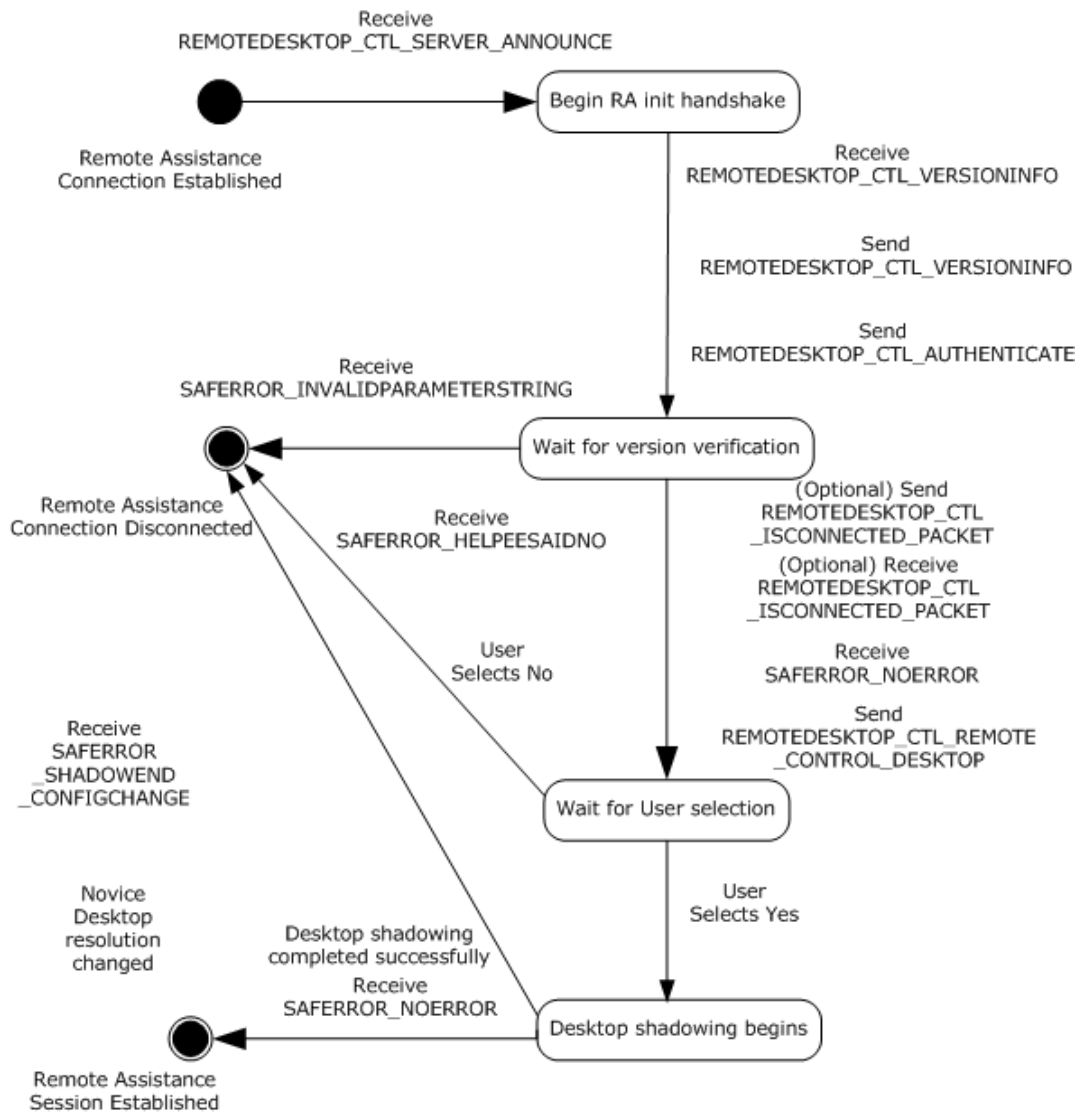 Receive
REMOTEDESKTOP_CTL_SERVER_ANNOUNCE
Begin RA init handshake
Remote Assistance
Connection Established
Receive
REMOTEDESKTOP_CTL_VERSIONINFO
Send
REMOTEDESKTOP_CTL_VERSIONINFO
Send
REMOTEDESKTOP_CTL_AUTHENTICATE
Receive
SAFERROR_INVALIDPARAMETERSTRING
Wait for version verification
Remote Assistance
Connection Disconnected
Receive
SAFERROR_HELPEESAIDNO
(Optional) Send
REMOTEDESKTOP_CTL
_ISCONNECTED_PACKET
(Optional) Receive
REMOTEDESKTOP_CTL
_ISCONNECTED_PACKET
User
Selects No
Receive
SAFERROR_NOERROR
Send
REMOTEDESKTOP_CTL_REMOTE
_CONTROL_DESKTOP
Receive
SAFERROR
_SHADOWEND
_CONFIGCHANGE
Wait for User selection
User
Selects Yes
Novice
Desktop
resolution
changed
Desktop shadowing
completed successfully
Receive
SAFERROR_NOERROR
Desktop shadowing begins
Remote Assistance
Session Established